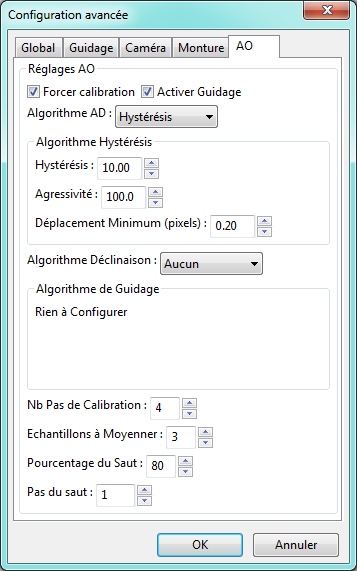 Configuration avancée
Global Guidage Caméra Monture AO
Réglages AO
Forcer calibration Activer Guidage
Algorithme AD : Hystérésis
Algorithme Hystérésis
Hystérésis : 10.00
Agressivité : 100.0
Déplacement Minimum (pixels) : 0.20
Algorithme Déclinaison : Aucun
Algorithme de Guidage
Rien à Configurer
Nb Pas de Calibration : 4
Echantillons à Moyenner : 3
Pourcentage du Saut : 80
Pas du saut : 1
OK Annuler